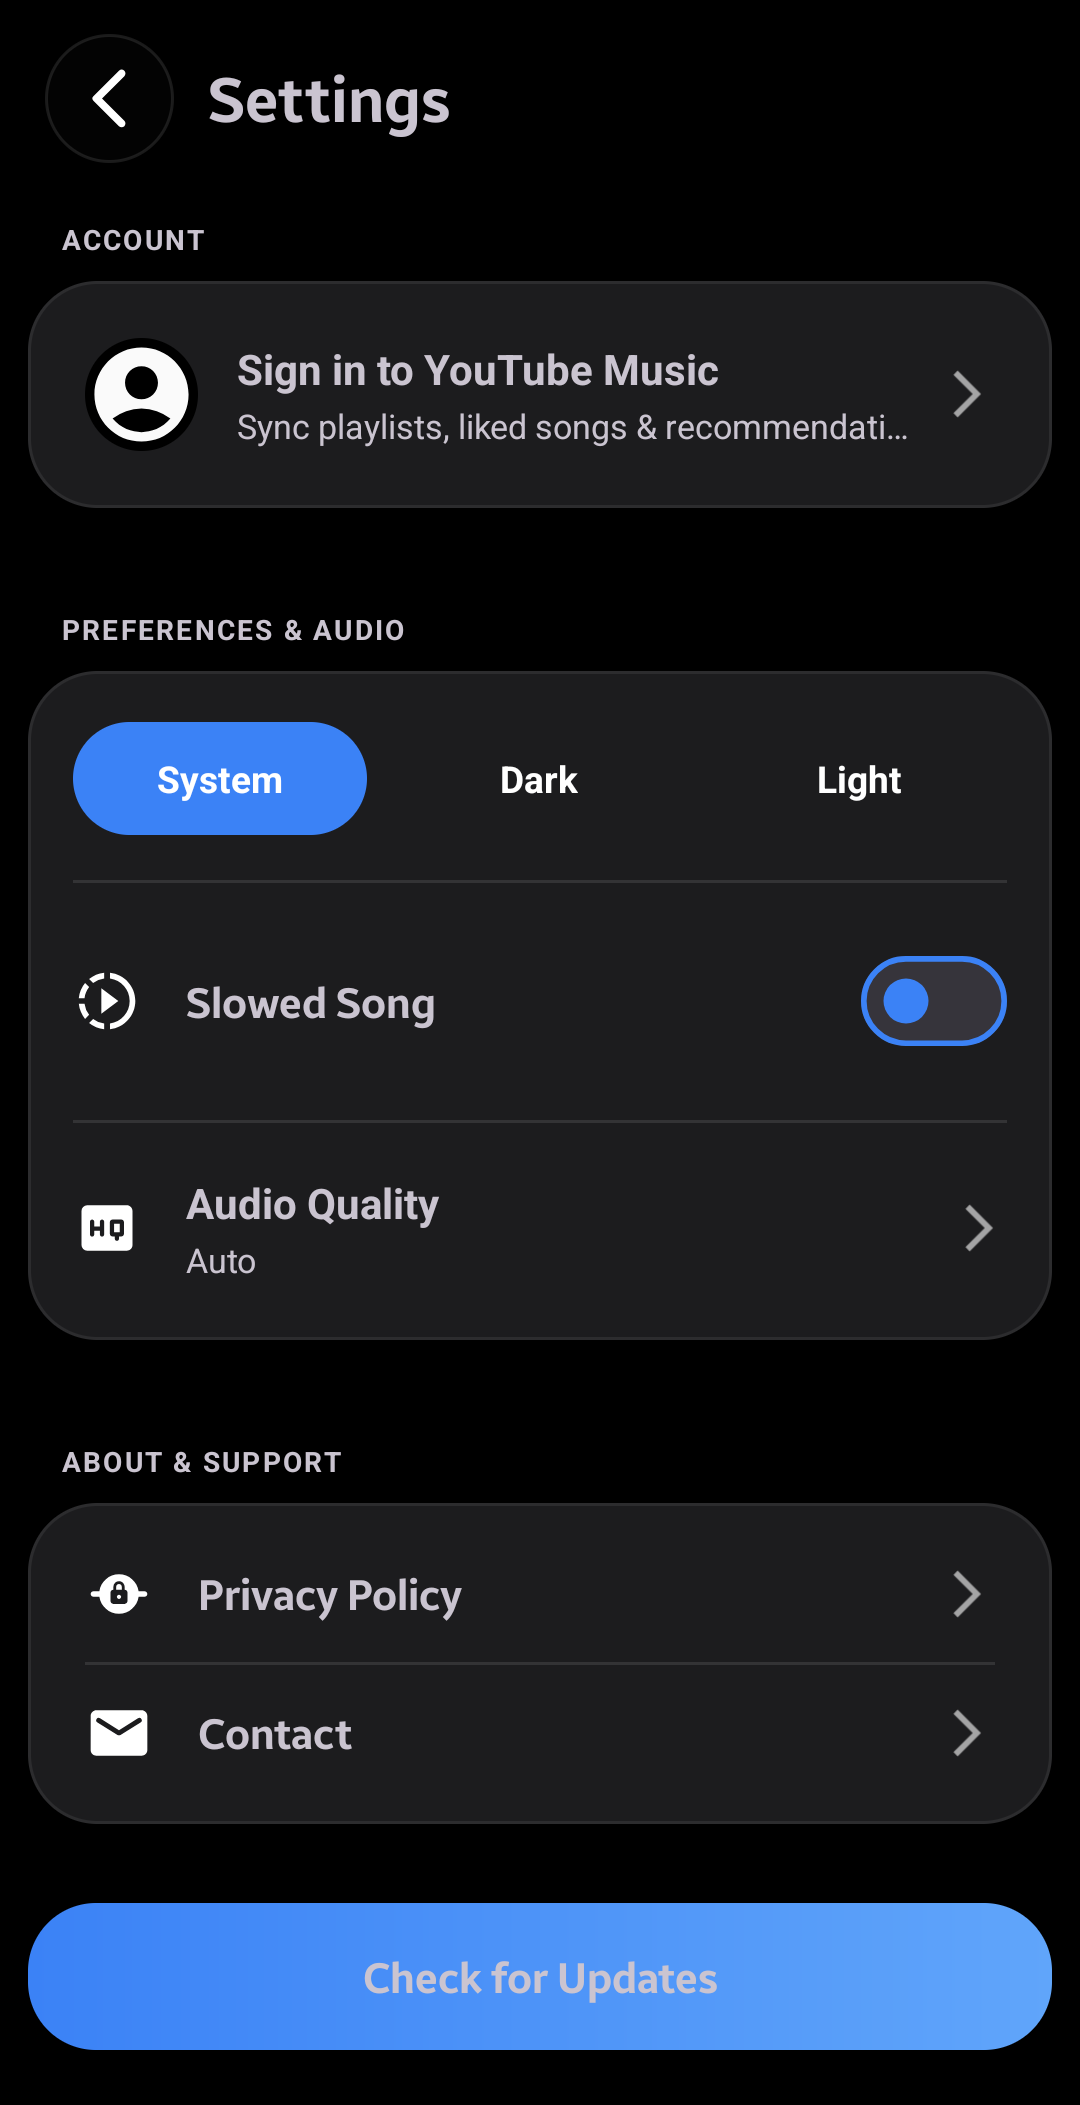 Settings
ACCOUNT
Sign in to YouTube Music
Sync playlists, liked songs & recommendati...
PREFERENCES & AUDIO
System Dark Light
Slowed Song
HQ Audio Quality
Auto
ABOUT & SUPPORT
Privacy Policy
Contact
Check for Updates